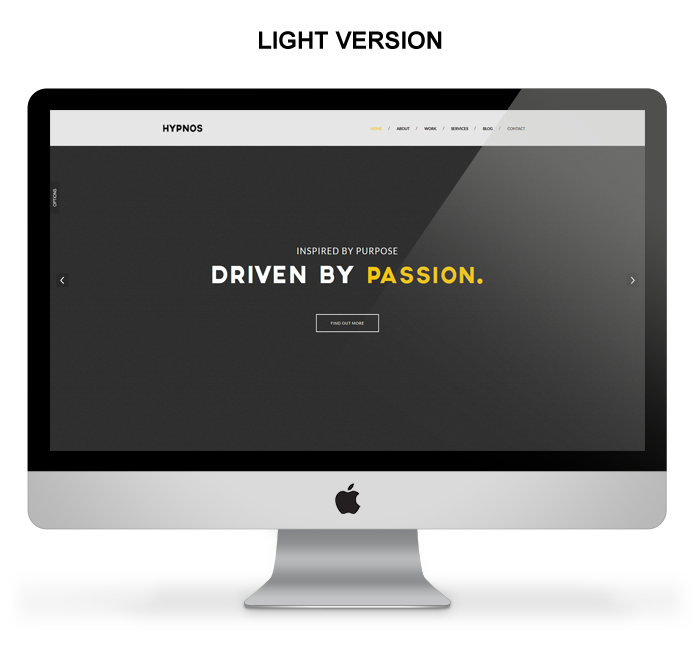 LIGHT VERSION
HYPNOS
HOME / ABOUT / WORK / SERVICES / BLOG / CONTACT
OPTIONS
INSPIRED BY PURPOSE
DRIVEN BY PASSION.
FIND OUT MORE